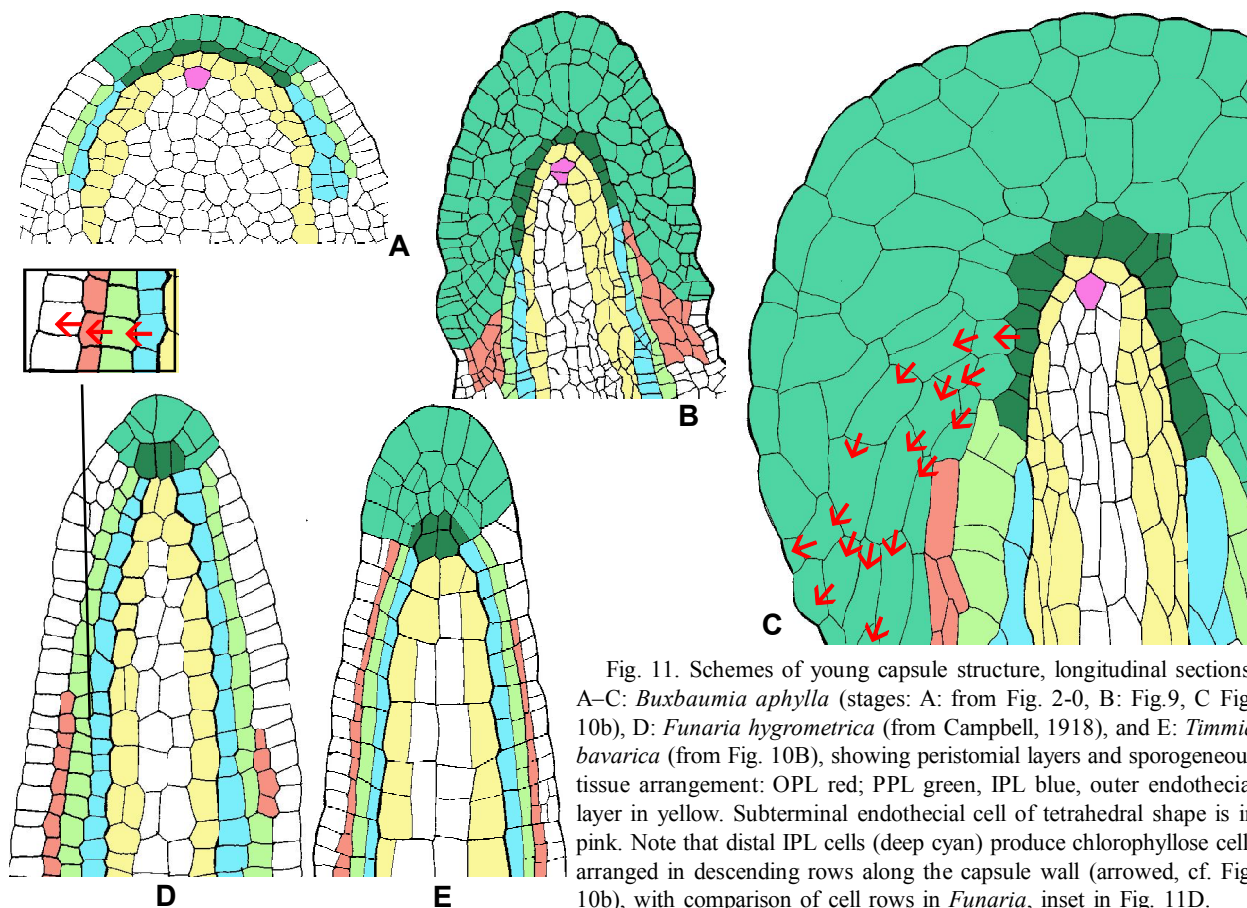 A
B
C
D
E
Fig. 11. Schemes of young capsule structure, longitudinal sections
A–C: Buxbaumia aphylla (stages: A: from Fig. 2-0, B: Fig.9, C Fig
10b), D: Funaria hygrometrica (from Campbell, 1918), and E: Timmia
bavarica (from Fig. 10B), showing peristomial layers and sporogeneou
tissue arrangement: OPL red; PPL green, IPL blue, outer endothecia
layer in yellow. Subterminal endothecial cell of tetrahedral shape is in
pink. Note that distal IPL cells (deep cyan) produce chlorophyllose cell
arranged in descending rows along the capsule wall (arrowed, cf. Fig
10b), with comparison of cell rows in Funaria, inset in Fig. 11D.